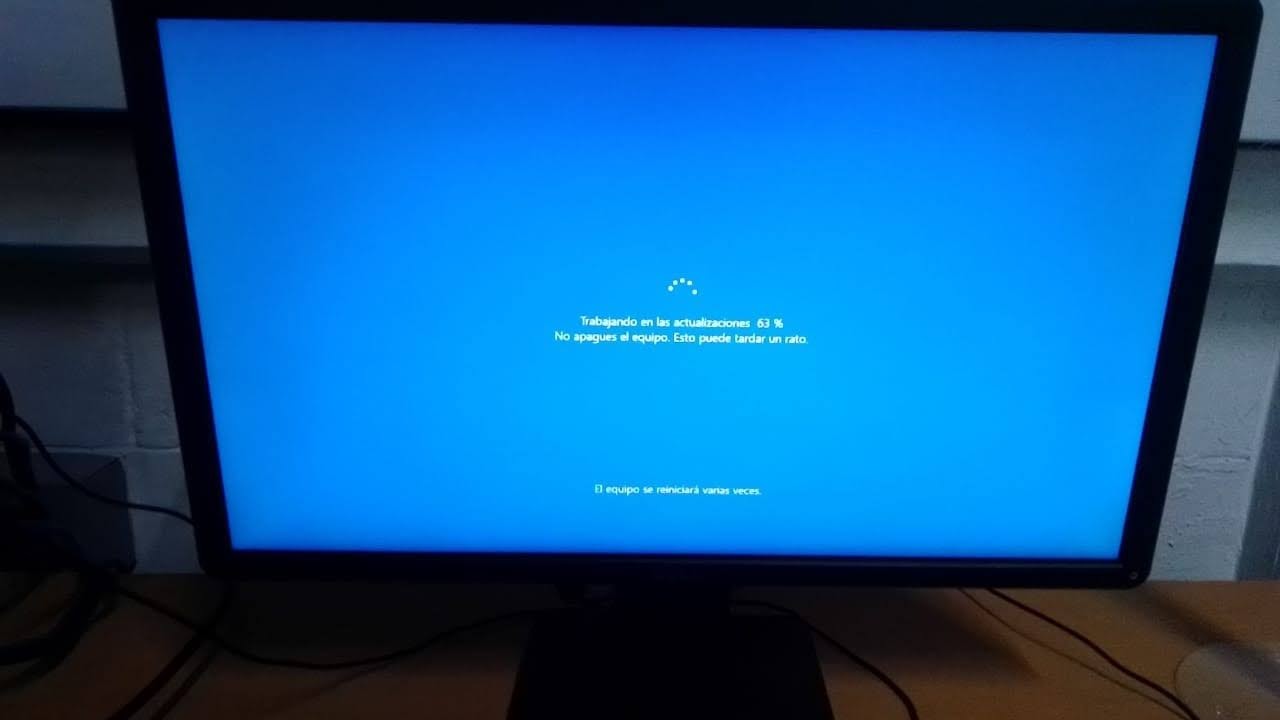 Trabajando en las actualizaciones 63 %
No apagues el equipo. Esto puede tardar un rato.
El equipo se reiniciará varias veces.